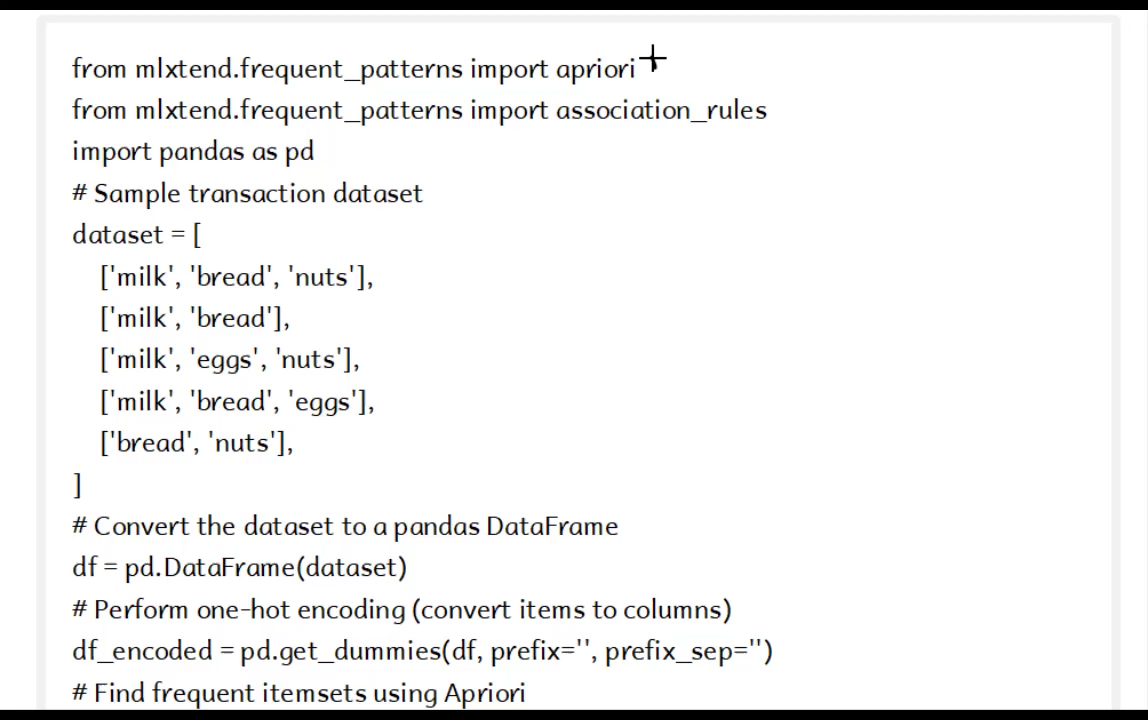 from mlxtend.frequent_patterns import apriori
from mlxtend.frequent_patterns import association_rules
import pandas as pd
# Sample transaction dataset
dataset = [
    ['milk', 'bread', 'nuts'],
    ['milk', 'bread'],
    ['milk', 'eggs', 'nuts'],
    ['milk', 'bread', 'eggs'],
    ['bread', 'nuts'],
]
# Convert the dataset to a pandas DataFrame
df = pd.DataFrame(dataset)
# Perform one-hot encoding (convert items to columns)
df_encoded = pd.get_dummies(df, prefix='', prefix_sep='')
# Find frequent itemsets using Apriori